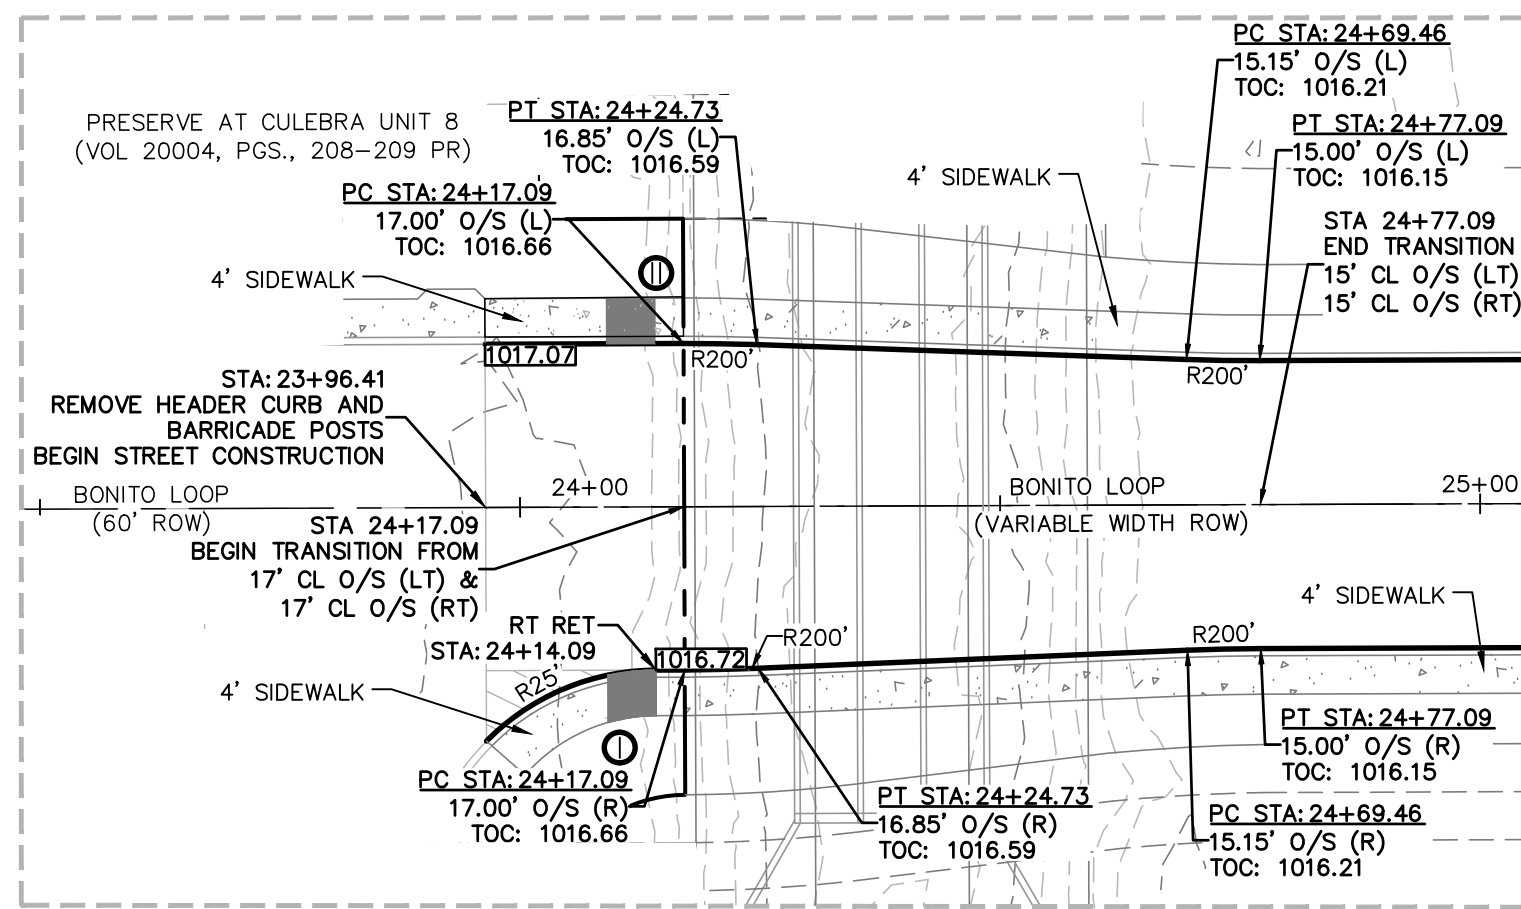 PC STA: 24+69.46
15.15' O/S (L)
TOC: 1016.21
PRESERVE AT CULEBRA UNIT 8
(VOL 20004, PGS., 208-209 PR)
PT STA: 24+24.73
16.85' O/S (L)
TOC: 1016.59
PT STA: 24+77.09
15.00' O/S (L)
TOC: 1016.15
PC STA: 24+17.09
17.00' O/S (L)
TOC: 1016.66
4' SIDEWALK
STA 24+77.09
END TRANSITION
15' CL O/S (LT)
15' CL O/S (RT)
4' SIDEWALK
II
1017.07
R200'
R200'
STA: 23+96.41
REMOVE HEADER CURB AND
BARRICADE POSTS
BEGIN STREET CONSTRUCTION
BONITO LOOP
(60' ROW)
24+00
BONITO LOOP
(VARIABLE WIDTH ROW)
25+00
STA 24+17.09
BEGIN TRANSITION FROM
17' CL O/S (LT) &
17' CL O/S (RT)
4' SIDEWALK
RT RET
STA: 24+14.09
1016.72
R200'
R200'
R25'
4' SIDEWALK
I
PT STA: 24+77.09
15.00' O/S (R)
TOC: 1016.15
PC STA: 24+17.09
17.00' O/S (R)
TOC: 1016.66
PT STA: 24+24.73
16.85' O/S (R)
TOC: 1016.59
PC STA: 24+69.46
15.15' O/S (R)
TOC: 1016.21